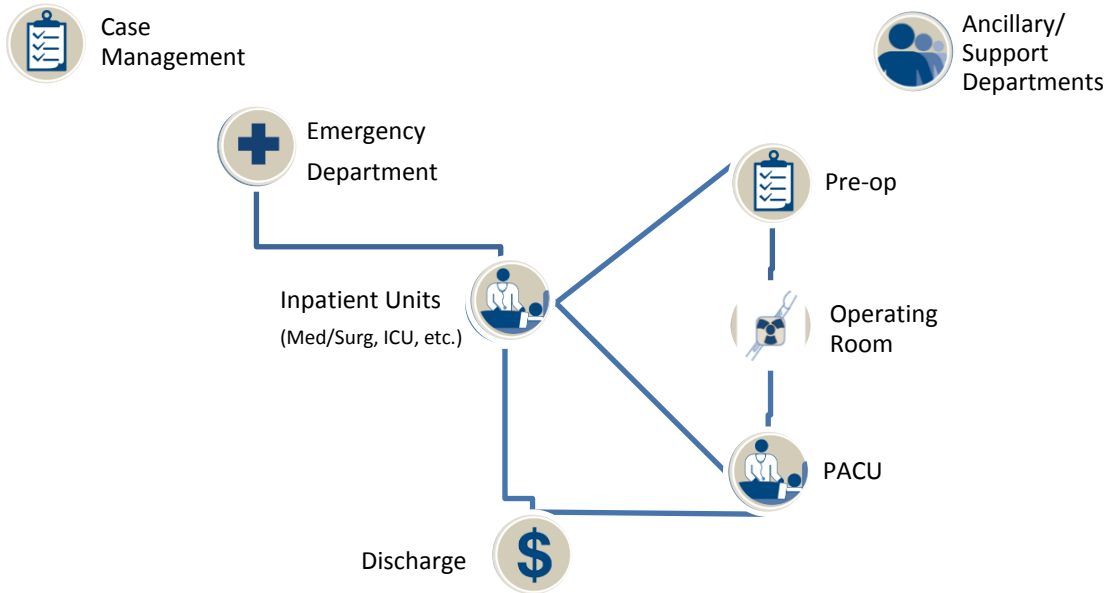 Case
Management
Ancillary/
Support
Departments
Emergency
Department
Pre-op
Inpatient Units
(Med/Surg, ICU, etc.)
Operating
Room
PACU
Discharge
$